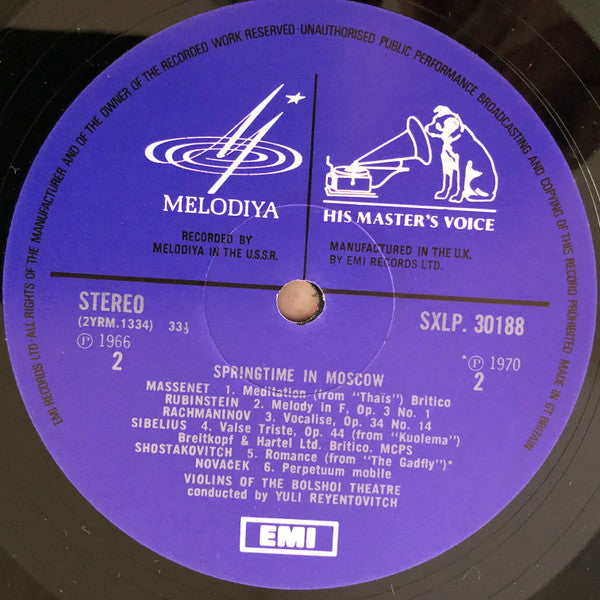 EMI RECORDS LTD · ALL RIGHTS OF THE MANUFACTURER AND OF THE OWNER OF THE RECORDED WORK RESERVED · UNAUTHORISED PUBLIC PERFORMANCE BROADCASTING AND COPYING OF THIS RECORD PROHIBITED MADE IN GT BRITAIN
MELODIYA
HIS MASTER'S VOICE
RECORDED BY
MELODIYA IN THE U.S.S.R.
MANUFACTURED IN THE U.K.
BY EMI RECORDS LTD.
STEREO
(2YRM.1334) 33⅓
℗ 1966
2
SXLP. 30188
*℗ 1970
2
SPRINGTIME IN MOSCOW
MASSENET 1. Meditation (from "Thaïs") Britico
RUBINSTEIN 2. Melody in F, Op. 3 No. 1
RACHMANINOV 3. Vocalise, Op. 34 No. 14
SIBELIUS 4. Valse Triste, Op. 44 (from "Kuolema")
Breitkopf & Hartel Ltd. Britico. MCPS
SHOSTAKOVITCH 5. Romance (from "The Gadfly")*
NOVAČEK 6. Perpetuum mobile
VIOLINS OF THE BOLSHOI THEATRE
conducted by YULI REYENTOVITCH
EMI